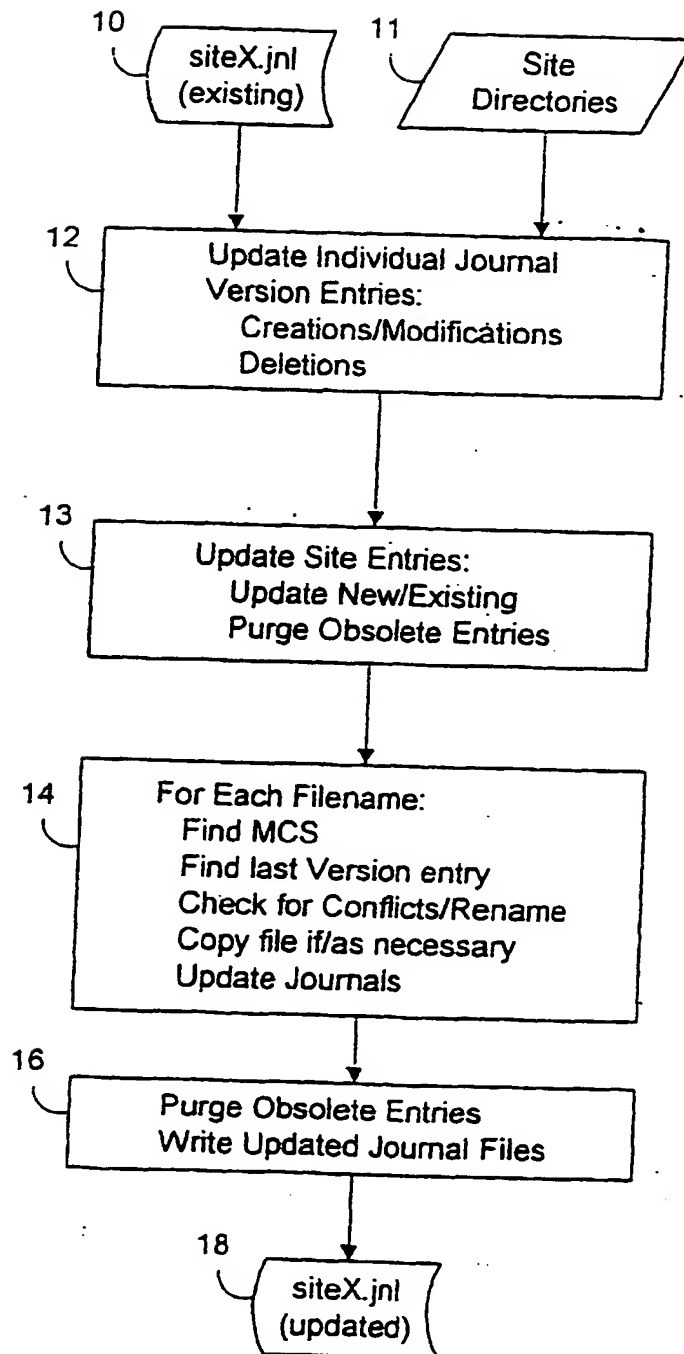 10
siteX.jnl
(existing)
11
Site
Directories
12
Update Individual Journal
Version Entries:
Creations/Modifications
Deletions
13
Update Site Entries:
Update New/Existing
Purge Obsolete Entries
14
For Each Filename:
Find MCS
Find last Version entry
Check for Conflicts/Rename
Copy file if/as necessary
Update Journals
16
Purge Obsolete Entries
Write Updated Journal Files
18
siteX.jnl
(updated)